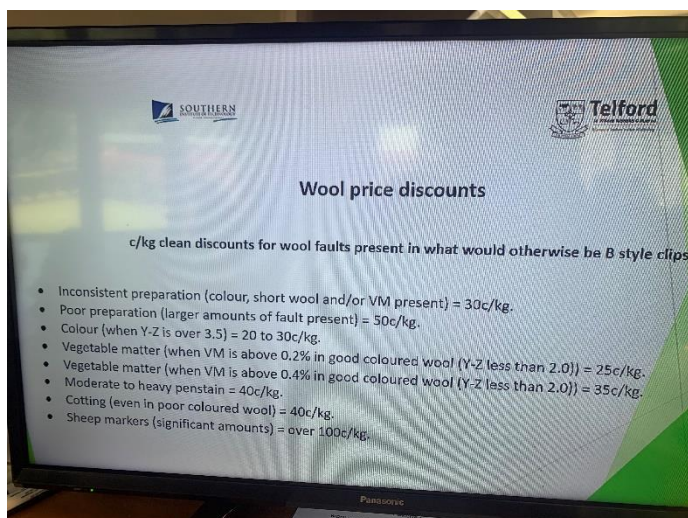 SOUTHERN
INSTITUTE OF TECHNOLOGY
Telford
Wool price discounts
c/kg clean discounts for wool faults present in what would otherwise be B style clips
• Inconsistent preparation (colour, short wool and/or VM present) = 30c/kg.
• Poor preparation (larger amounts of fault present) = 50c/kg.
• Colour (when Y-Z is over 3.5) = 20 to 30c/kg.
• Vegetable matter (when VM is above 0.2% in good coloured wool (Y-Z less than 2.0)) = 25c/kg.
• Vegetable matter (when VM is above 0.4% in good coloured wool (Y-Z less than 2.0)) = 35c/kg.
• Moderate to heavy penstain = 40c/kg.
• Cotting (even in poor coloured wool) = 40c/kg.
• Sheep markers (significant amounts) = over 100c/kg.
Panasonic